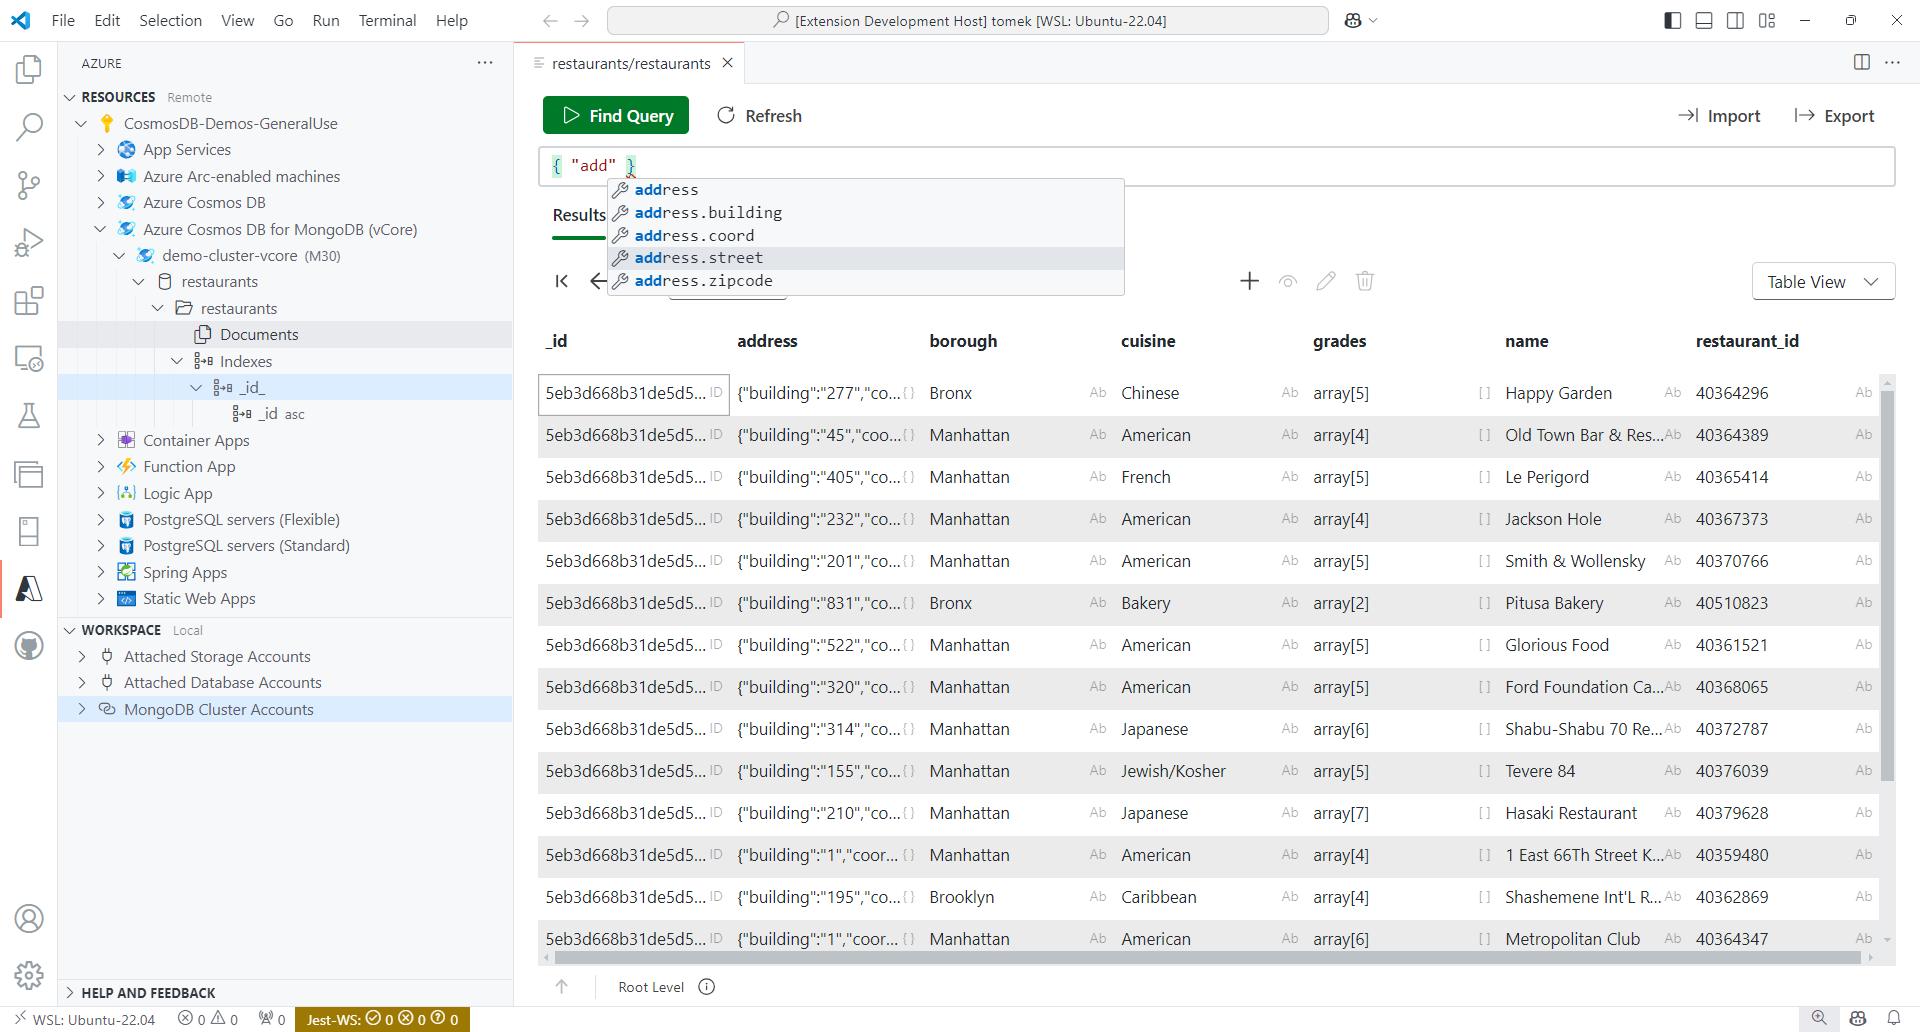 File Edit Selection View Go Run Terminal Help
[Extension Development Host] tomek [WSL: Ubuntu-22.04]
AZURE
RESOURCES Remote
CosmosDB-Demos-GeneralUse
App Services
Azure Arc-enabled machines
Azure Cosmos DB
Azure Cosmos DB for MongoDB (vCore)
demo-cluster-vcore (M30)
restaurants
restaurants
Documents
Indexes
_id_
_id asc
Container Apps
Function App
Logic App
PostgreSQL servers (Flexible)
PostgreSQL servers (Standard)
Spring Apps
Static Web Apps
WORKSPACE Local
Attached Storage Accounts
Attached Database Accounts
MongoDB Cluster Accounts
HELP AND FEEDBACK
restaurants/restaurants
Find Query Refresh Import Export
{ "add" }
address
address.building
address.coord
address.street
address.zipcode
Results
Table View
_id address borough cuisine grades name restaurant_id
5eb3d668b31de5d5... ID {"building":"277","co... {} Bronx Ab Chinese Ab array[5] [] Happy Garden Ab 40364296 Ab
5eb3d668b31de5d5... ID {"building":"45","coo... {} Manhattan Ab American Ab array[4] [] Old Town Bar & Res... Ab 40364389 Ab
5eb3d668b31de5d5... ID {"building":"405","co... {} Manhattan Ab French Ab array[5] [] Le Perigord Ab 40365414 Ab
5eb3d668b31de5d5... ID {"building":"232","co... {} Manhattan Ab American Ab array[4] [] Jackson Hole Ab 40367373 Ab
5eb3d668b31de5d5... ID {"building":"201","co... {} Manhattan Ab American Ab array[5] [] Smith & Wollensky Ab 40370766 Ab
5eb3d668b31de5d5... ID {"building":"831","co... {} Bronx Ab Bakery Ab array[2] [] Pitusa Bakery Ab 40510823 Ab
5eb3d668b31de5d5... ID {"building":"522","co... {} Manhattan Ab American Ab array[5] [] Glorious Food Ab 40361521 Ab
5eb3d668b31de5d5... ID {"building":"320","co... {} Manhattan Ab American Ab array[5] [] Ford Foundation Ca... Ab 40368065 Ab
5eb3d668b31de5d5... ID {"building":"314","co... {} Manhattan Ab Japanese Ab array[6] [] Shabu-Shabu 70 Re... Ab 40372787 Ab
5eb3d668b31de5d5... ID {"building":"155","co... {} Manhattan Ab Jewish/Kosher Ab array[5] [] Tevere 84 Ab 40376039 Ab
5eb3d668b31de5d5... ID {"building":"210","co... {} Manhattan Ab Japanese Ab array[7] [] Hasaki Restaurant Ab 40379628 Ab
5eb3d668b31de5d5... ID {"building":"1","coor... {} Manhattan Ab American Ab array[4] [] 1 East 66Th Street K... Ab 40359480 Ab
5eb3d668b31de5d5... ID {"building":"195","co... {} Brooklyn Ab Caribbean Ab array[4] [] Shashemene Int'L R... Ab 40362869 Ab
5eb3d668b31de5d5... ID {"building":"1","coor... {} Manhattan Ab American Ab array[6] [] Metropolitan Club Ab 40364347 Ab
Root Level
WSL: Ubuntu-22.04 0 0 0 Jest-WS: 0 0 0